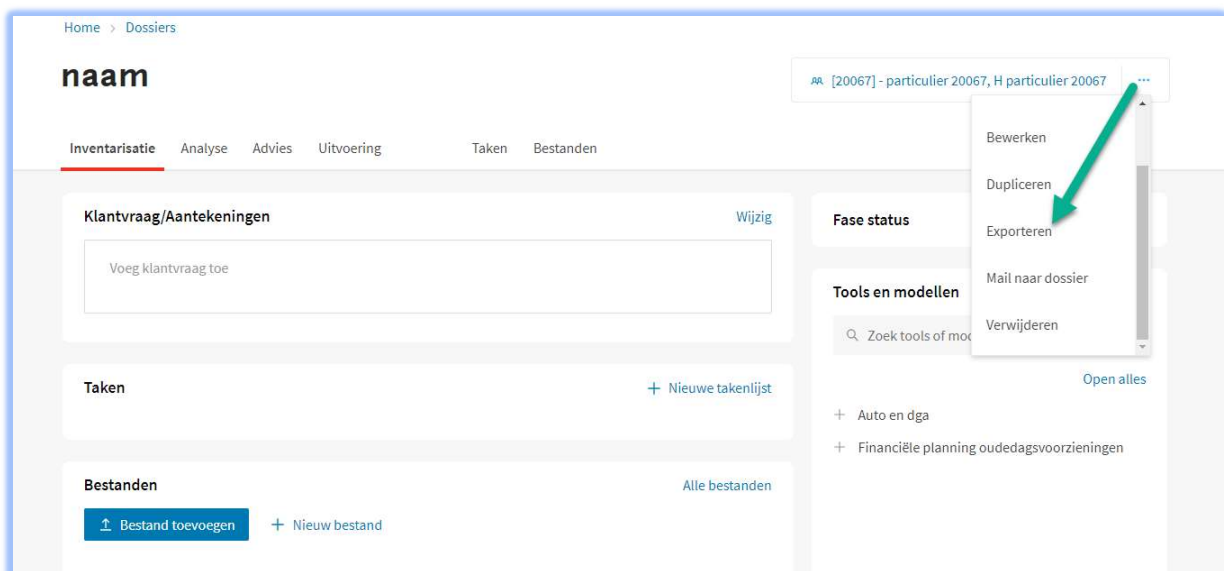 Home > Dossiers
naam
[20067] - particulier 20067, H particulier 20067 ...
Inventarisatie Analyse Advies Uitvoering Taken Bestanden
Bewerken
Dupliceren
Exporteren
Mail naar dossier
Verwijderen
Klantvraag/Aantekeningen Wijzig
Voeg klantvraag toe
Taken + Nieuwe takenlijst
Bestanden Alle bestanden
Bestand toevoegen + Nieuw bestand
Fase status
Tools en modellen
Zoek tools of mo
Open alles
+ Auto en dga
+ Financiële planning oudedagsvoorzieningen